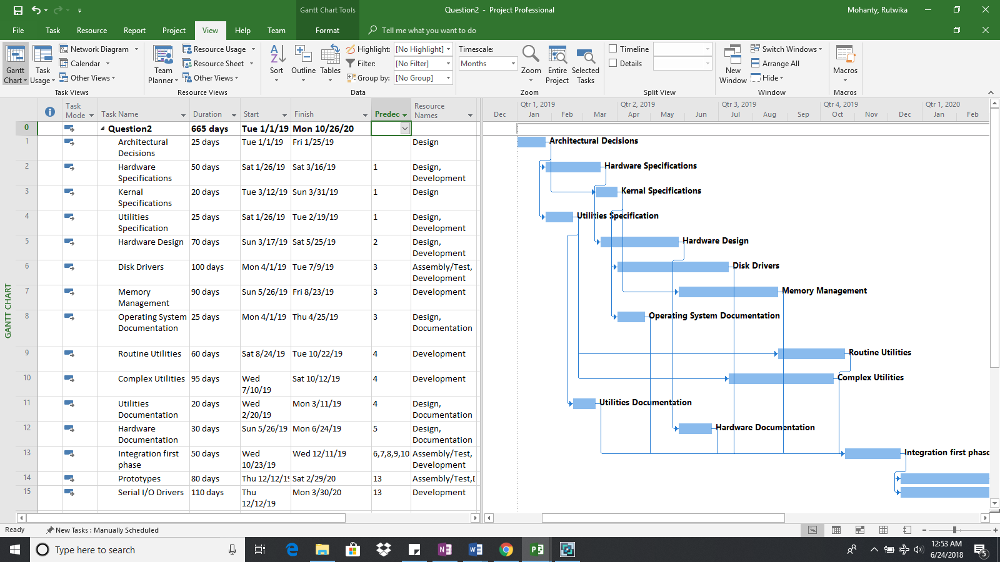 Gantt Chart Tools
Question2 - Project Professional
Mohanty, Rutwika
File Task Resource Report Project View Help Team Format Tell me what you want to do
Gantt Chart
Task Usage
Network Diagram
Calendar
Other Views
Task Views
Team Planner
Resource Usage
Resource Sheet
Other Views
Resource Views
Sort
Outline
Tables
Highlight: [No Highlight]
Filter: [No Filter]
Group by: [No Group]
Data
Timescale:
Months
Zoom
Entire Project
Selected Tasks
Zoom
Timeline
Details
Split View
New Window
Switch Windows
Arrange All
Hide
Window
Macros
Macros
Task Mode Task Name Duration Start Finish Predec Resource Names
Qtr 1, 2019 Qtr 2, 2019 Qtr 3, 2019 Qtr 4, 2019 Qtr 1, 2020
Dec Jan Feb Mar Apr May Jun Jul Aug Sep Oct Nov Dec Jan Feb
0 Question2 665 days Tue 1/1/19 Mon 10/26/20
1 Architectural Decisions 25 days Tue 1/1/19 Fri 1/25/19 Design
2 Hardware Specifications 50 days Sat 1/26/19 Sat 3/16/19 1 Design, Development
3 Kernal Specifications 20 days Tue 3/12/19 Sun 3/31/19 1 Design
4 Utilities Specification 25 days Sat 1/26/19 Tue 2/19/19 1 Design, Development
5 Hardware Design 70 days Sun 3/17/19 Sat 5/25/19 2 Design, Development
6 Disk Drivers 100 days Mon 4/1/19 Tue 7/9/19 3 Assembly/Test, Development
7 Memory Management 90 days Sun 5/26/19 Fri 8/23/19 3 Development
8 Operating System Documentation 25 days Mon 4/1/19 Thu 4/25/19 3 Design, Documentation
9 Routine Utilities 60 days Sat 8/24/19 Tue 10/22/19 4 Development
10 Complex Utilities 95 days Wed 7/10/19 Sat 10/12/19 4 Development
11 Utilities Documentation 20 days Wed 2/20/19 Mon 3/11/19 4 Design, Documentation
12 Hardware Documentation 30 days Sun 5/26/19 Mon 6/24/19 5 Design, Documentation
13 Integration first phase 50 days Wed 10/23/19 Wed 12/11/19 6,7,8,9,10 Assembly/Test, Development
14 Prototypes 80 days Thu 12/12/19 Sat 2/29/20 13 Assembly/Test,D
15 Serial I/O Drivers 110 days Thu 12/12/19 Mon 3/30/20 13 Development
GANTT CHART
Architectural Decisions
Hardware Specifications
Kernal Specifications
Utilities Specification
Hardware Design
Disk Drivers
Memory Management
Operating System Documentation
Routine Utilities
Complex Utilities
Utilities Documentation
Hardware Documentation
Integration first phase
Ready New Tasks : Manually Scheduled
Type here to search
12:53 AM
6/24/2018
5